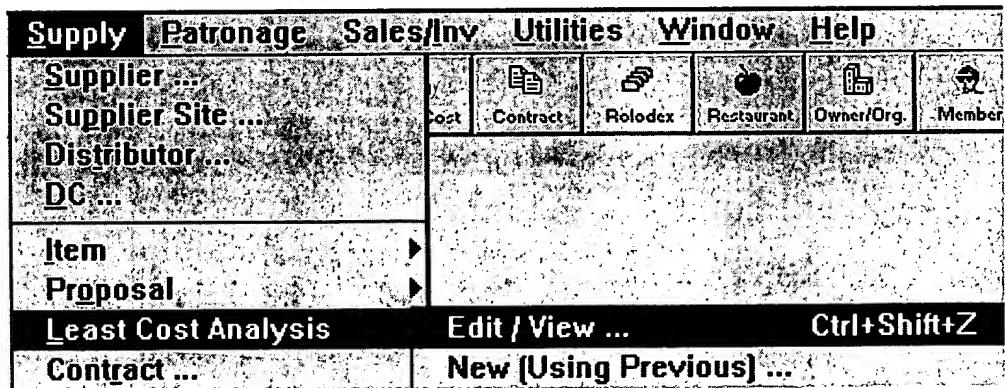 Supply Patronage Sales/Inv Utilities Window Help
Supplier ...
Supplier Site ...
Distributor ...
DC ...
Cost Contract Rolodex Restaurant Owner/Org. Member
Item
Proposal
Least Cost Analysis Edit / View ... Ctrl+Shift+Z
Contract ... New (Using Previous) ...